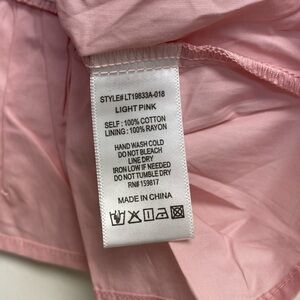 STYLE#LT19833A-018
LIGHT PINK
SELF : 100% COTTON
LINING : 100% RAYON
HAND WASH COLD
DO NOT BLEACH
LINE DRY
IRON LOW IF NEEDED
DO NOT TUMBLE DRY
RN# 159817
MADE IN CHINA